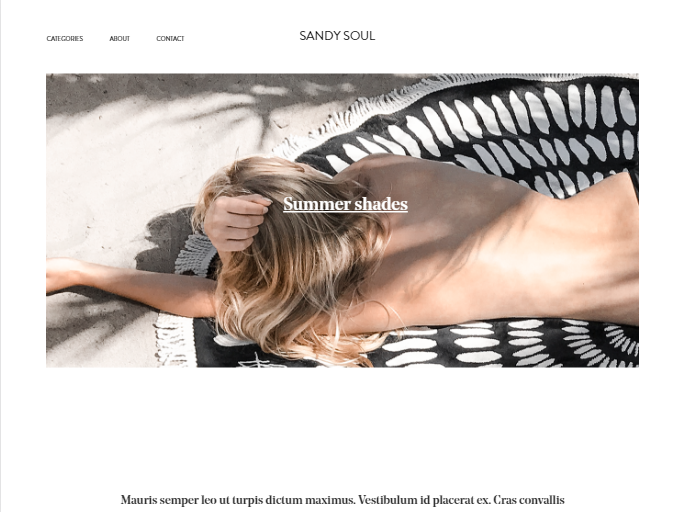 CATEGORIES ABOUT CONTACT SANDY SOUL
Summer shades
Mauris semper leo ut turpis dictum maximus. Vestibulum id placerat ex. Cras convallis